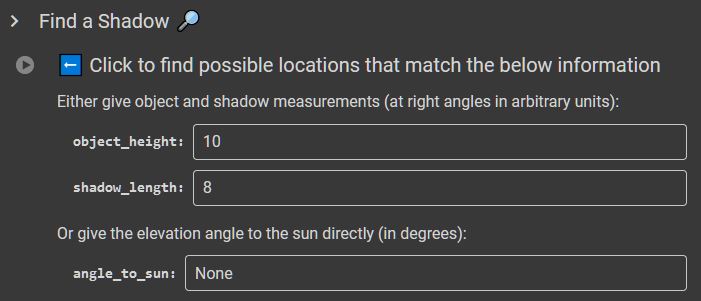 Find a Shadow 🔎
⬅ Click to find possible locations that match the below information
Either give object and shadow measurements (at right angles in arbitrary units):
object_height: 10
shadow_length: 8
Or give the elevation angle to the sun directly (in degrees):
angle_to_sun: None